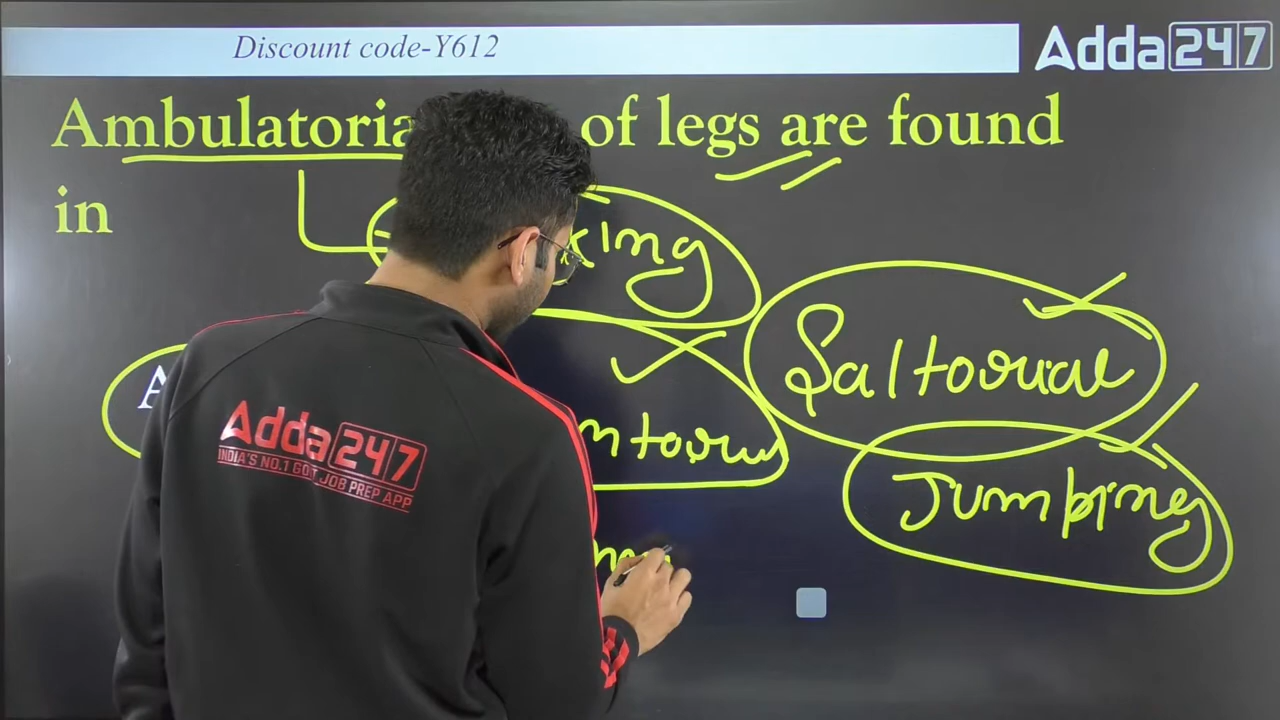 Discount code-Y612
Adda247
Ambulatoria of legs are found
in
king
Saltorial
Jumping
Adda247
INDIA'S NO.1 GOVT JOB PREP APP